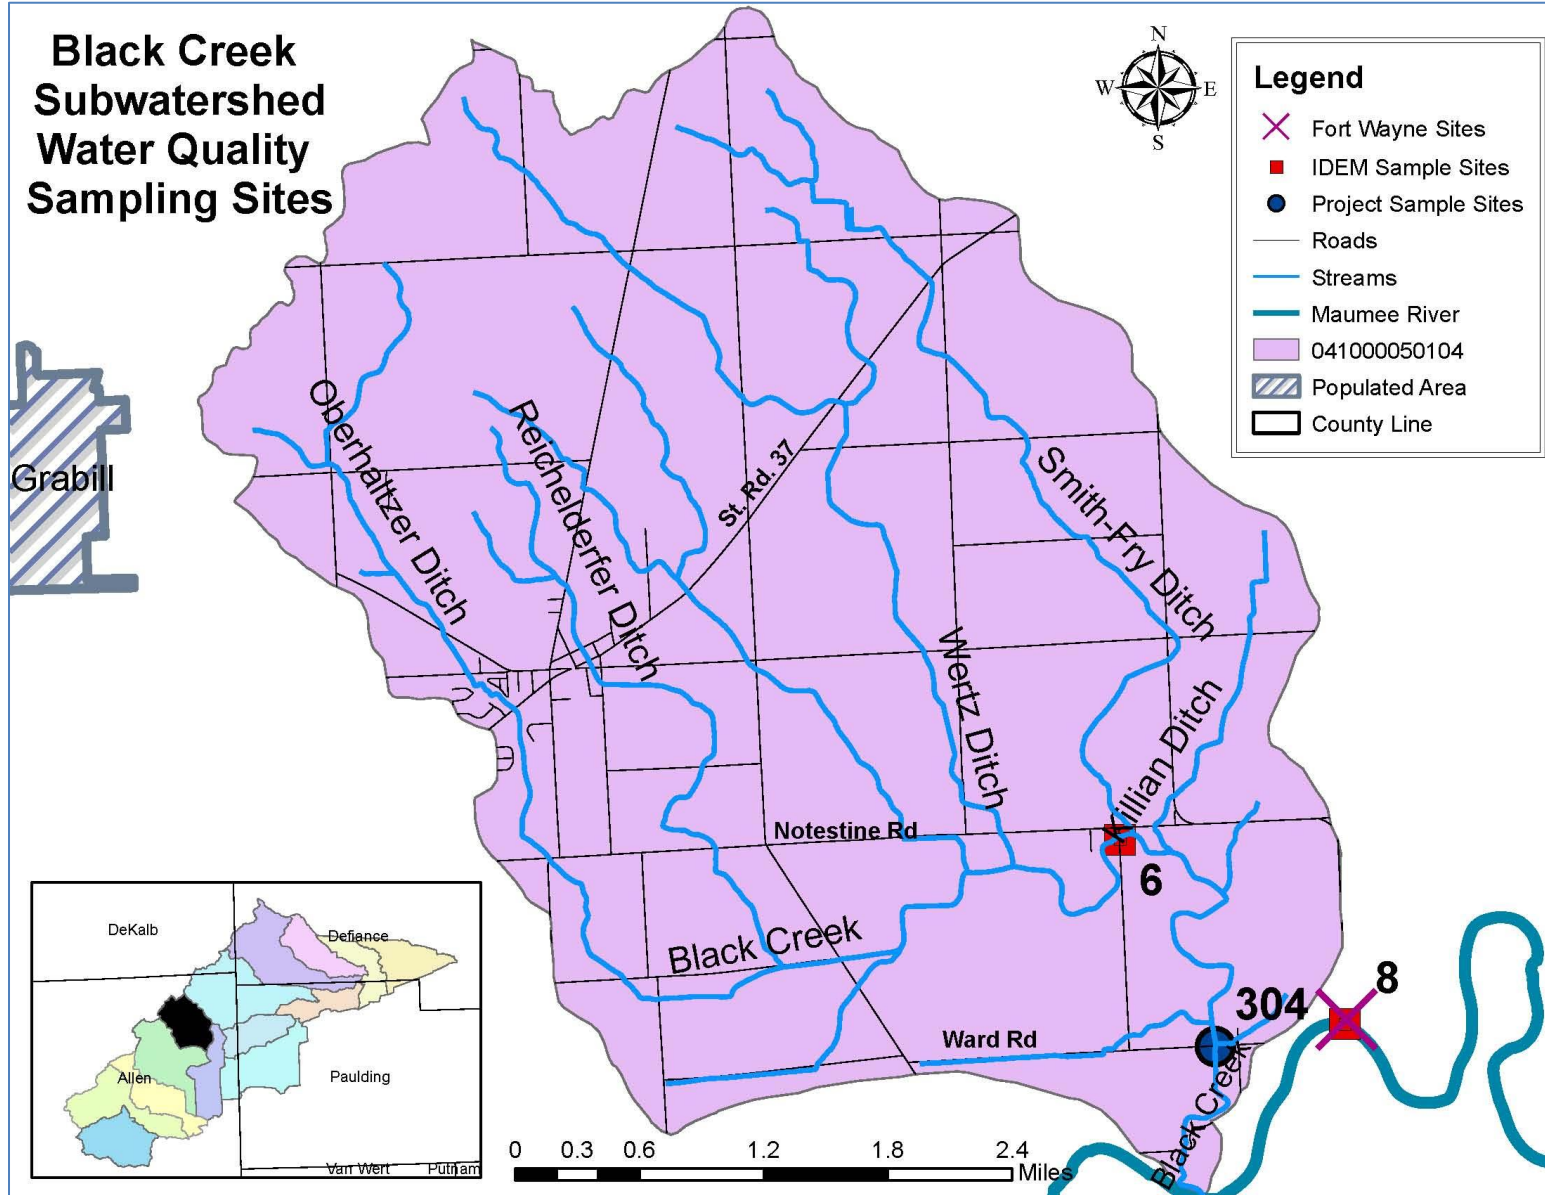 Black Creek
Subwatershed
Water Quality
Sampling Sites
N
W
E
S
Legend
Fort Wayne Sites
IDEM Sample Sites
Project Sample Sites
Roads
Streams
Maumee River
041000050104
Populated Area
County Line
Grabill
Oberhaltzer Ditch
Reichelderfer Ditch
St. Rd. 37
Smith-Fry Ditch
Wertz Ditch
Killian Ditch
Notestine Rd
6
Black Creek
304
8
Ward Rd
Black Creek
DeKalb
Defiance
Allen
Paulding
Van Wert
Putnam
0
0.3
0.6
1.2
1.8
2.4
Miles